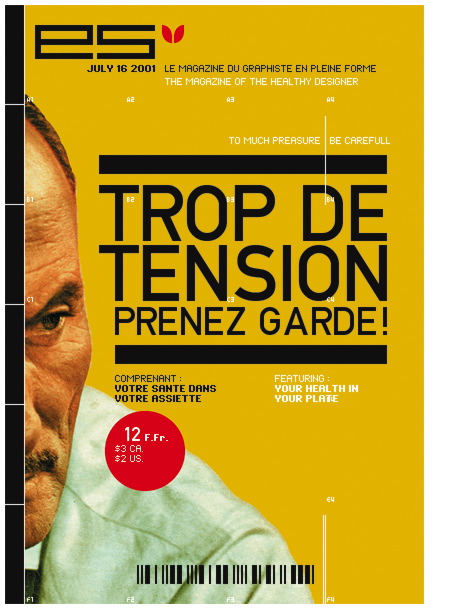 es
JULY 16 2001 LE MAGAZINE DU GRAPHISTE EN PLEINE FORME
THE MAGAZINE OF THE HEALTHY DESIGNER
A1 A2 A3 A4
TO MUCH PREASURE BE CAREFULL
B1 B2 B3 B4
TROP DE
TENSION
C1 C3 C4
PRENEZ GARDE!
COMPRENANT :
VOTRE SANTE DANS
VOTRE ASSIETTE
FEATURING :
YOUR HEALTH IN
YOUR PLATE
12 F.Fr.
$3 CA.
$2 US.
E4
F1 F2 F3 F4